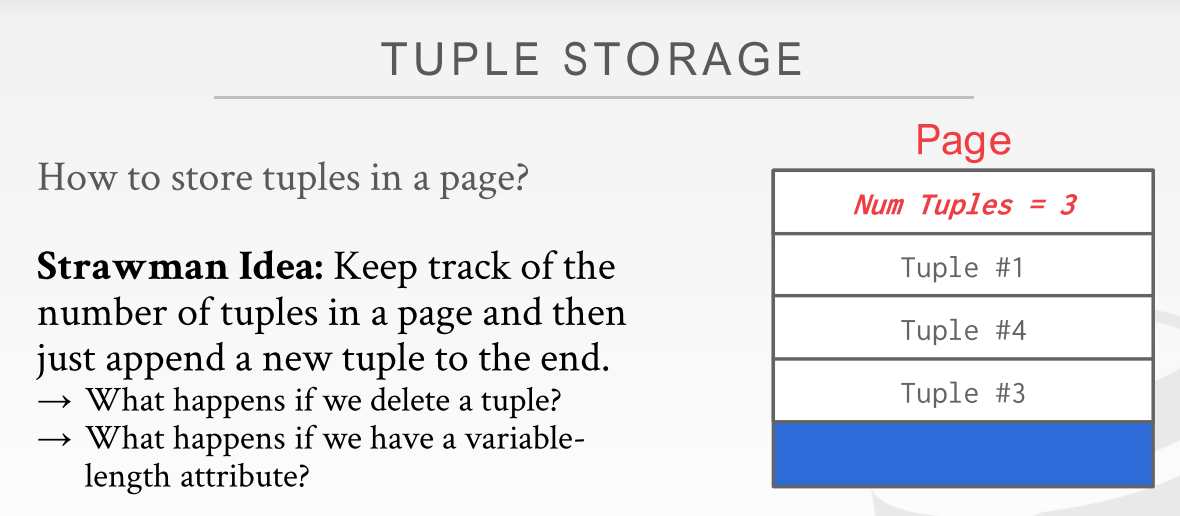 TUPLE STORAGE
How to store tuples in a page?
Strawman Idea: Keep track of the
number of tuples in a page and then
just append a new tuple to the end.
→ What happens if we delete a tuple?
→ What happens if we have a variable-
length attribute?
Page
Num Tuples = 3
Tuple #1
Tuple #4
Tuple #3